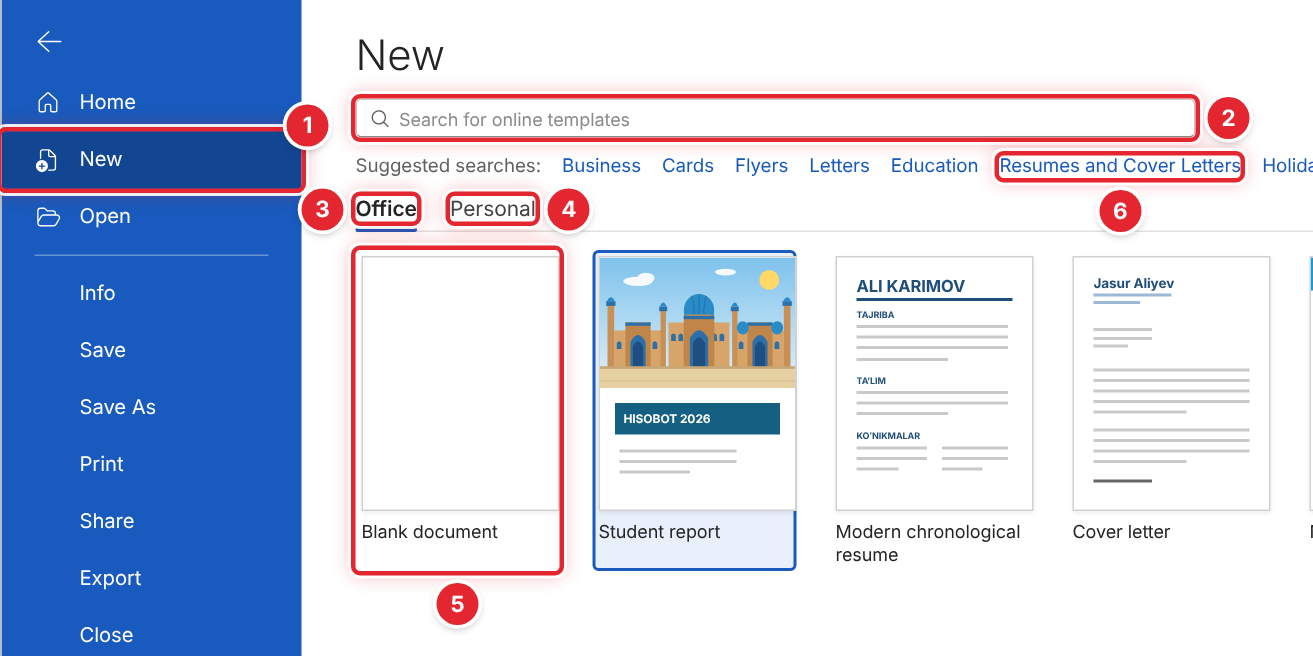 Home
New
Open
Info
Save
Save As
Print
Share
Export
Close
New
Search for online templates
Suggested searches: Business Cards Flyers Letters Education Resumes and Cover Letters
Office Personal
1
2
3
4
5
6
Blank document
HISOBOT 2026
Student report
ALI KARIMOV
TAJRIBA
TA'LIM
KO'NIKMALAR
Modern chronological
resume
Jasur Aliyev
Cover letter